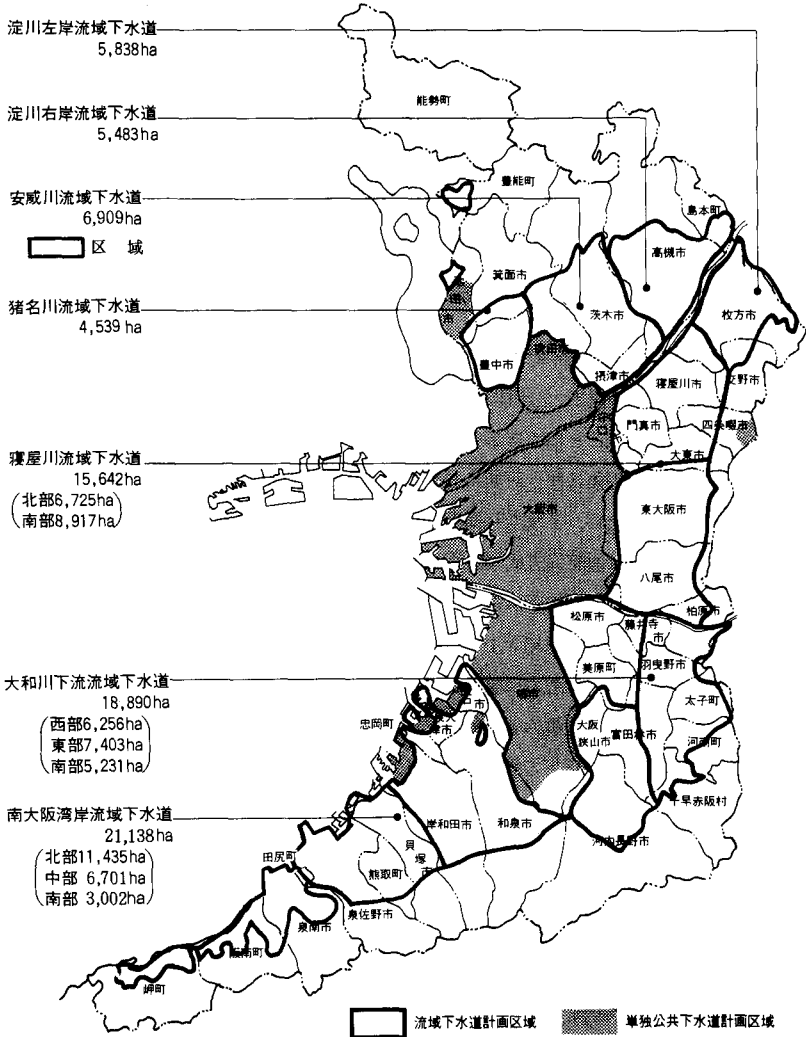 淀川左岸流域下水道
5,838ha
淀川右岸流域下水道
5,483ha
安威川流域下水道
6,909ha
区 域
猪名川流域下水道
4,539ha
寝屋川流域下水道
15,642ha
(北部6,725ha
南部8,917ha)
大和川下流流域下水道
18,890ha
(西部6,256ha
東部7,403ha
南部5,231ha)
南大阪湾岸流域下水道
21,138ha
(北部11,435ha
中部 6,701ha
南部 3,002ha)
能勢町
豊能町
島本町
高槻市
箕面市
茨木市
枚方市
豊中市
摂津市
寝屋川市
交野市
門真市
四条畷市
大東市
大阪市
東大阪市
八尾市
柏原市
松原市
藤井寺市
美原町
羽曳野市
太子町
忠岡町
大阪狭山市
富田林市
河南町
千早赤阪村
岸和田市
和泉市
河内長野市
貝塚市
田尻町
熊取町
泉佐野市
泉南市
阪南町
岬町
流域下水道計画区域
単独公共下水道計画区域